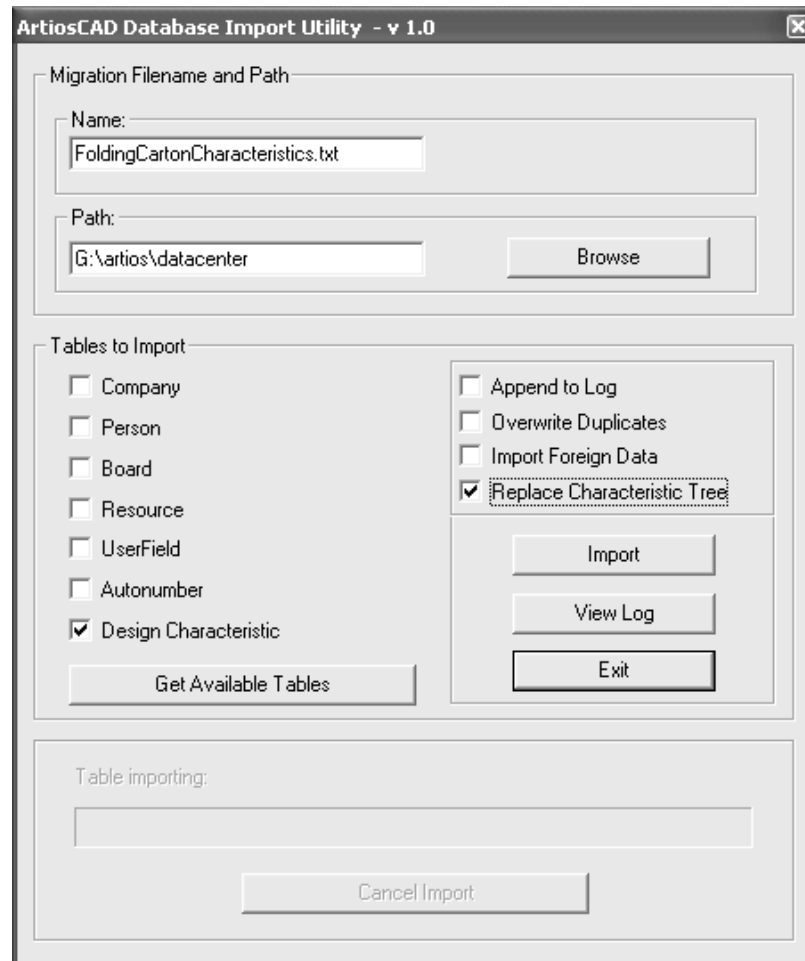 ArtiosCAD Database Import Utility - v 1.0
Migration Filename and Path
Name:
FoldingCartonCharacteristics.txt
Path:
G:\artios\datacenter
Browse
Tables to Import
Company
Person
Board
Resource
UserField
Autonumber
Design Characteristic
Get Available Tables
Append to Log
Overwrite Duplicates
Import Foreign Data
Replace Characteristic Tree
Import
View Log
Exit
Table importing:
Cancel Import